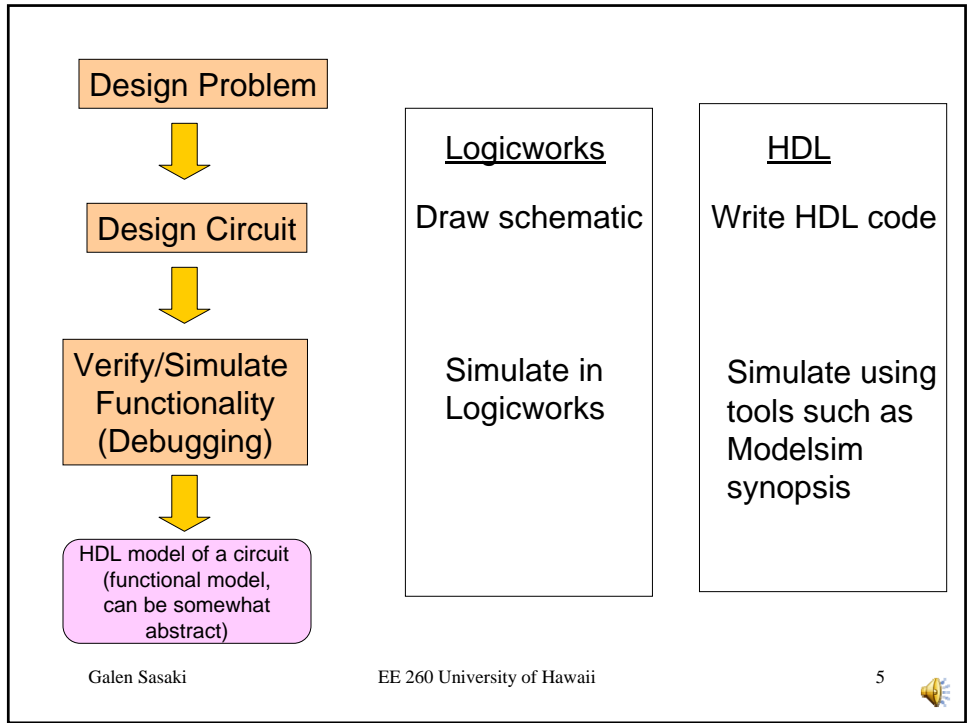 Design Problem
Design Circuit
Verify/Simulate
Functionality
(Debugging)
HDL model of a circuit
(functional model,
can be somewhat
abstract)
Logicworks
Draw schematic
Simulate in
Logicworks
HDL
Write HDL code
Simulate using
tools such as
Modelsim
synopsis
Galen Sasaki
EE 260 University of Hawaii
5